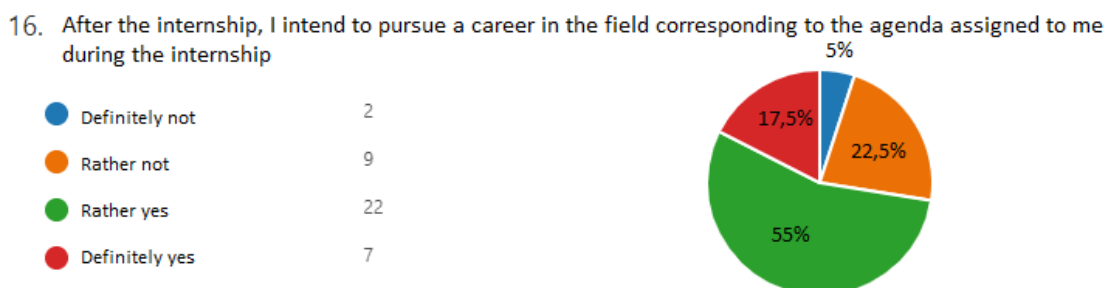 16. After the internship, I intend to pursue a career in the field corresponding to the agenda assigned to me
during the internship
Definitely not 2
Rather not 9
Rather yes 22
Definitely yes 7
5%
17,5%
22,5%
55%